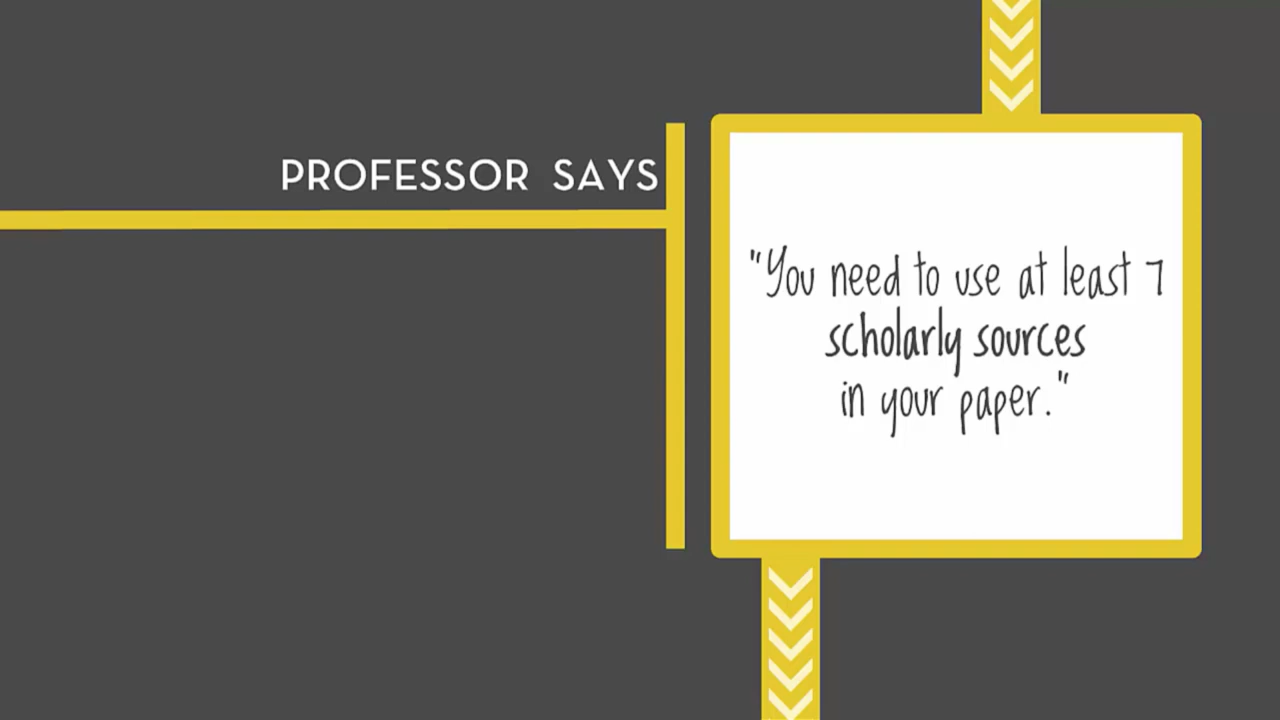 PROFESSOR SAYS
"You need to use at least 7
scholarly sources
in your paper."